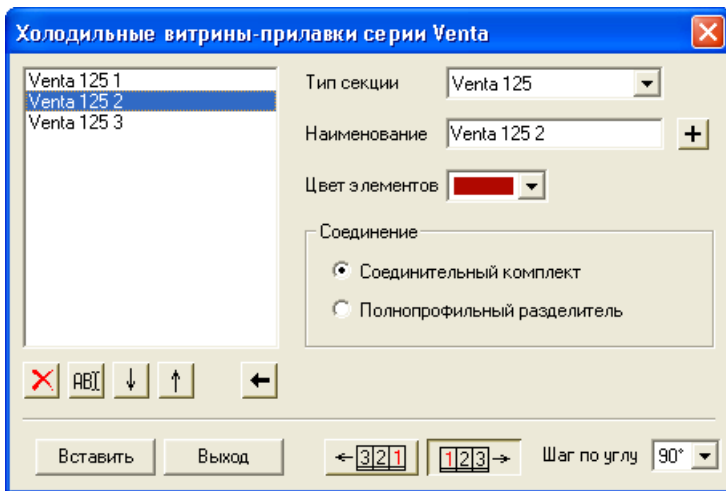 Холодильные витрины-прилавки серии Venta
Venta 125 1
Venta 125 2
Venta 125 3
Тип секции Venta 125
Наименование Venta 125 2
Цвет элементов
Соединение
Соединительный комплект
Полнопрофильный разделитель
ABI
Вставить Выход 321 123 Шаг по углу 90°